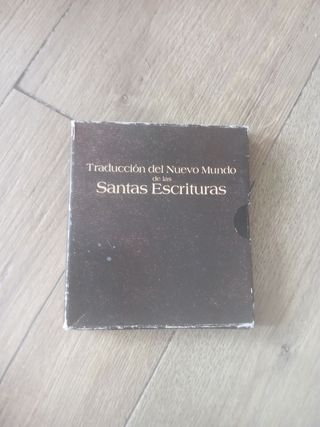 Traducción del Nuevo Mundo
de las
Santas Escrituras